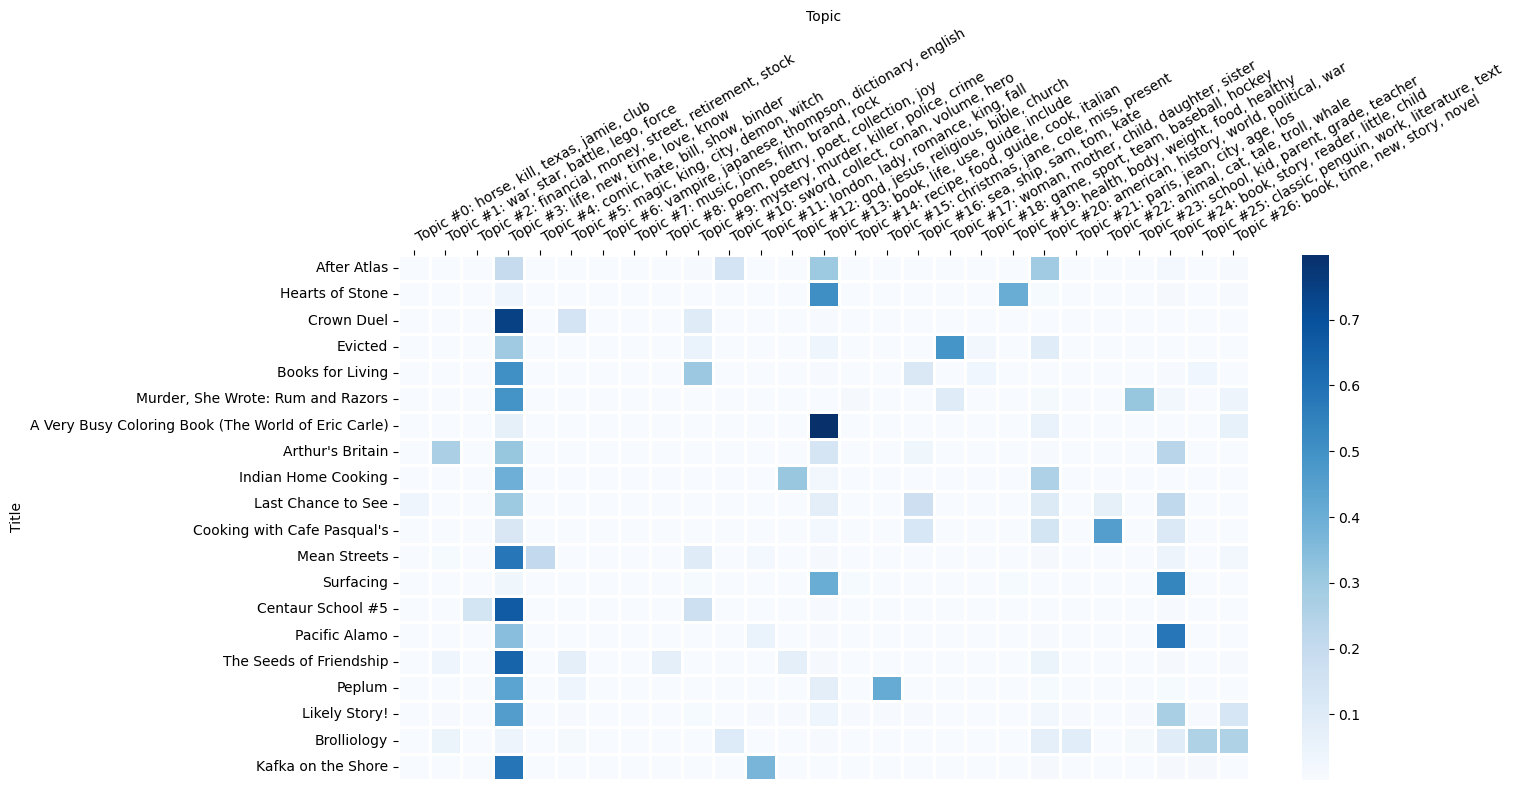 Topic
Topic #0: horse, kill, texas, jamie, club
Topic #1: war, star, battle, lego, force
Topic #2: financial, money, street, retirement, stock
Topic #3: life, new, time, love, know
Topic #4: comic, hate, bill, show, binder
Topic #5: magic, king, city, demon, witch
Topic #6: vampire, japanese, thompson, dictionary, english
Topic #7: music, jones, film, brand, rock
Topic #8: poem, poetry, poet, collection, joy
Topic #9: mystery, murder, killer, police, crime
Topic #10: sword, collect, conan, volume, hero
Topic #11: london, lady, romance, king, fall
Topic #12: god, jesus, religious, bible, church
Topic #13: book, life, use, guide, include
Topic #14: recipe, food, guide, cook, italian
Topic #15: christmas, jane, cole, miss, present
Topic #16: sea, ship, sam, tom, kate
Topic #17: woman, mother, child, daughter, sister
Topic #18: game, sport, team, baseball, hockey
Topic #19: health, body, weight, food, healthy
Topic #20: american, history, world, political, war
Topic #21: paris, jean, city, age, los
Topic #22: animal, cat, tale, troll, whale
Topic #23: school, kid, parent, grade, teacher
Topic #24: book, story, reader, little, child
Topic #25: classic, penguin, work, literature, text
Topic #26: book, time, new, story, novel
Title
After Atlas
Hearts of Stone
Crown Duel
Evicted
Books for Living
Murder, She Wrote: Rum and Razors
A Very Busy Coloring Book (The World of Eric Carle)
Arthur's Britain
Indian Home Cooking
Last Chance to See
Cooking with Cafe Pasqual's
Mean Streets
Surfacing
Centaur School #5
Pacific Alamo
The Seeds of Friendship
Peplum
Likely Story!
Brolliology
Kafka on the Shore
0.7
0.6
0.5
0.4
0.3
0.2
0.1